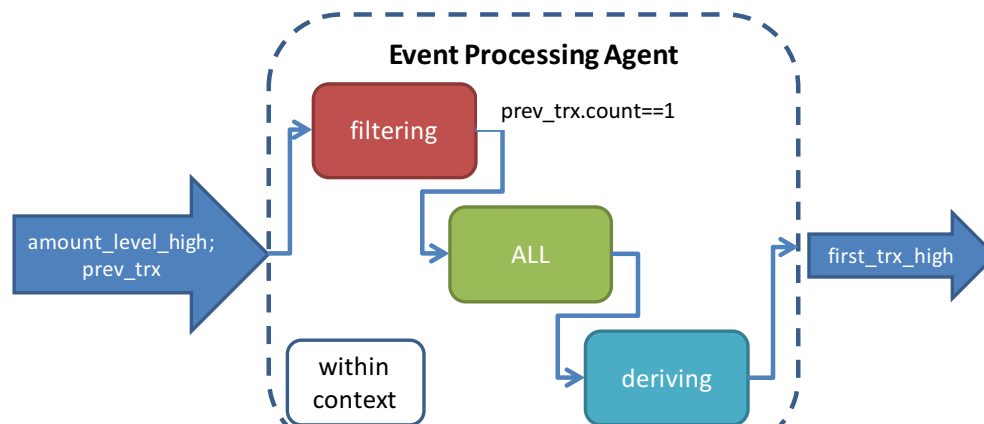 Event Processing Agent
filtering
prev_trx.count==1
amount_level_high;
prev_trx
ALL
first_trx_high
within
context
deriving